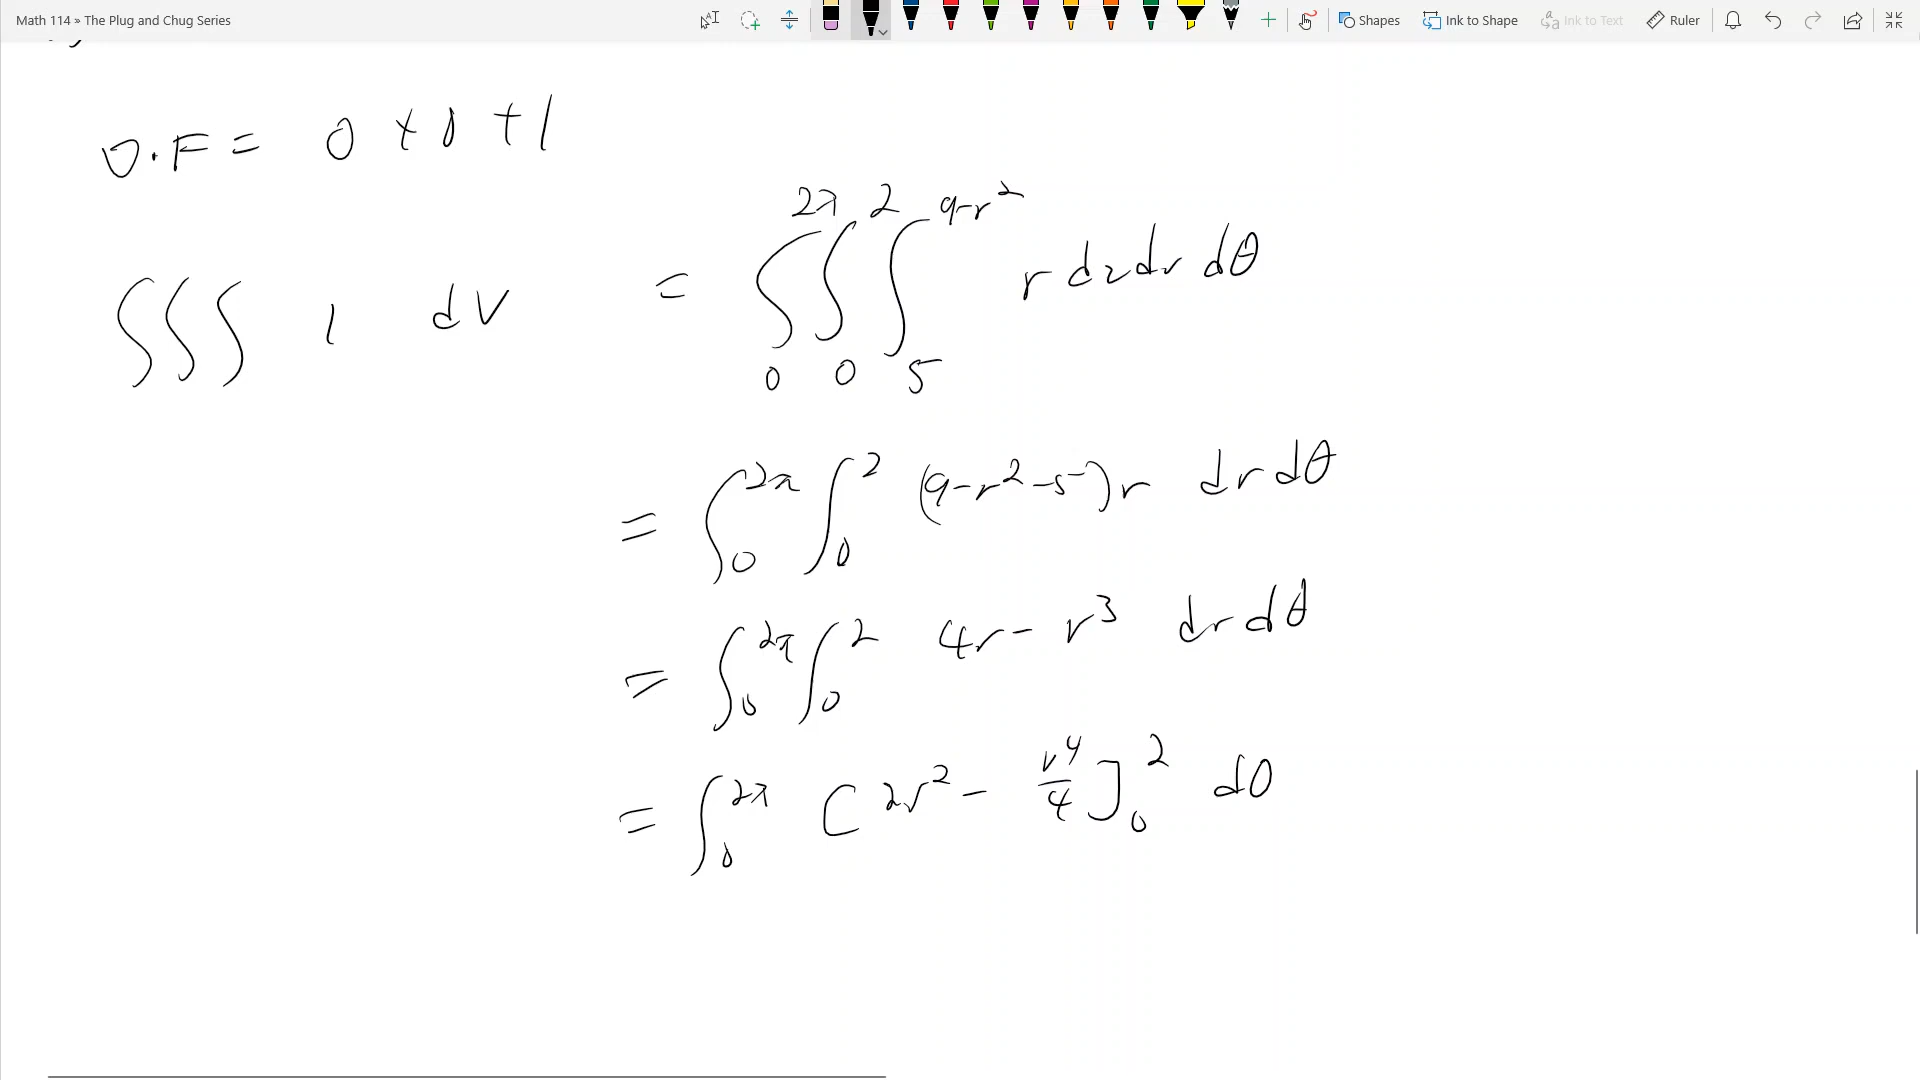 Math 114 » The Plug and Chug Series
Shapes Ink to Shape Ink to Text Ruler
∇·F = 0 + 0 + 1
∫∫∫ 1 dV = ∫₀^{2π} ∫₀^{2} ∫₅^{9-r²} r dz dr dθ
= ∫₀^{2π} ∫₀^{2} (9-r²-5)r dr dθ
= ∫₀^{2π} ∫₀^{2} 4r - r³ dr dθ
= ∫₀^{2π} [2r² - r⁴/4]₀² dθ